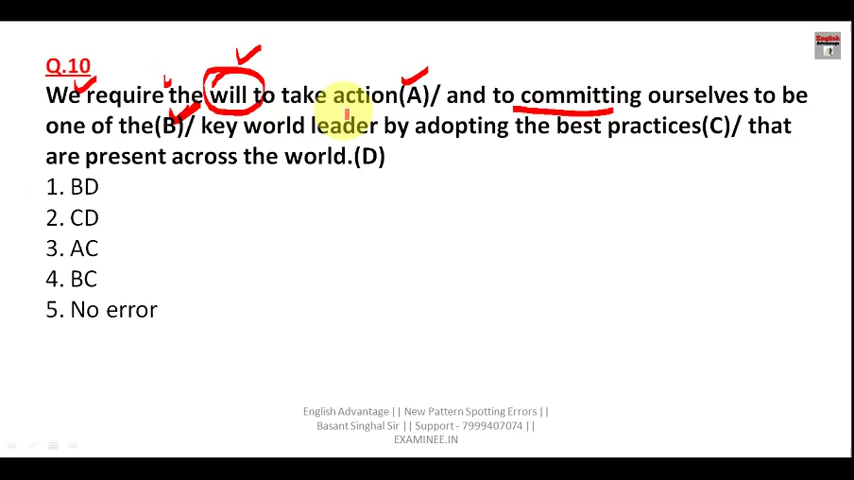 English
Advantage
Q.10
We require the will to take action(A)/ and to committing ourselves to be
one of the(B)/ key world leader by adopting the best practices(C)/ that
are present across the world.(D)
1. BD
2. CD
3. AC
4. BC
5. No error
English Advantage || New Pattern Spotting Errors ||
Basant Singhal Sir || Support - 7999407074 ||
EXAMINEE.IN